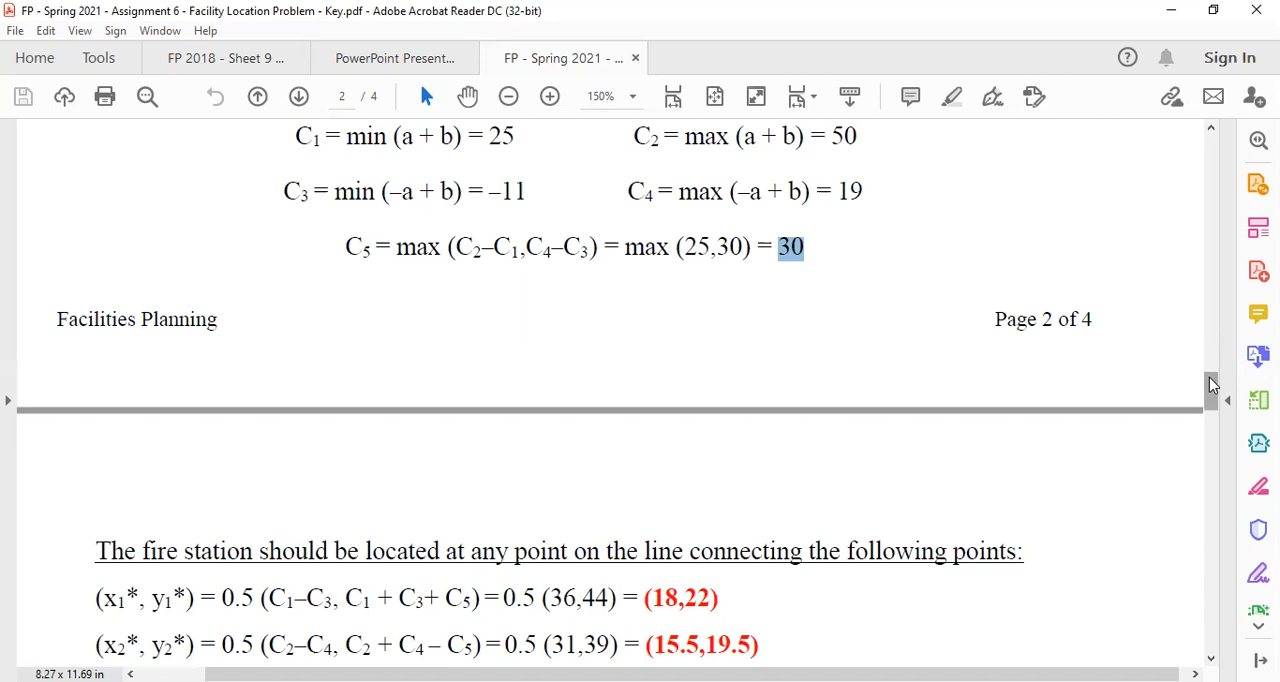 FP - Spring 2021 - Assignment 6 - Facility Location Problem - Key.pdf - Adobe Acrobat Reader DC (32-bit)
File Edit View Sign Window Help
Home Tools FP 2018 - Sheet 9 ... PowerPoint Present... FP - Spring 2021 - ... × Sign In
2 / 4 150%
C₁ = min (a + b) = 25 C₂ = max (a + b) = 50
C₃ = min (–a + b) = –11 C₄ = max (–a + b) = 19
C₅ = max (C₂–C₁,C₄–C₃) = max (25,30) = 30
Facilities Planning Page 2 of 4
The fire station should be located at any point on the line connecting the following points:
(x₁*, y₁*) = 0.5 (C₁–C₃, C₁ + C₃+ C₅) = 0.5 (36,44) = (18,22)
(x₂*, y₂*) = 0.5 (C₂–C₄, C₂ + C₄ – C₅) = 0.5 (31,39) = (15.5,19.5)
8.27 x 11.69 in